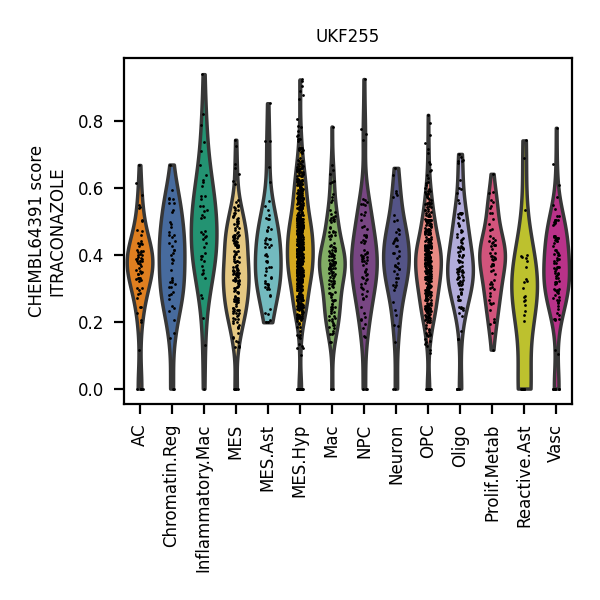 UKF255
CHEMBL64391 score
ITRACONAZOLE
0.8
0.6
0.4
0.2
0.0
AC
Chromatin.Reg
Inflammatory.Mac
MES
MES.Ast
MES.Hyp
Mac
NPC
Neuron
OPC
Oligo
Prolif.Metab
Reactive.Ast
Vasc